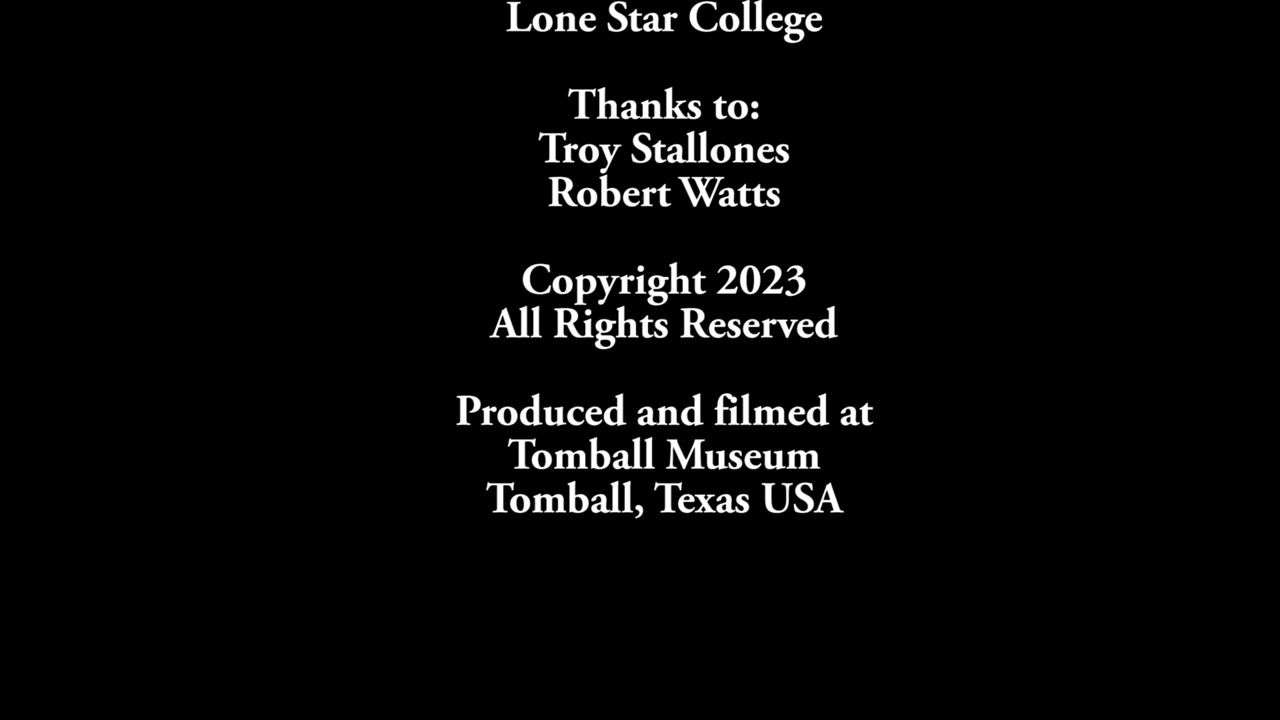 Lone Star College
Thanks to:
Troy Stallones
Robert Watts
Copyright 2023
All Rights Reserved
Produced and filmed at
Tomball Museum
Tomball, Texas USA